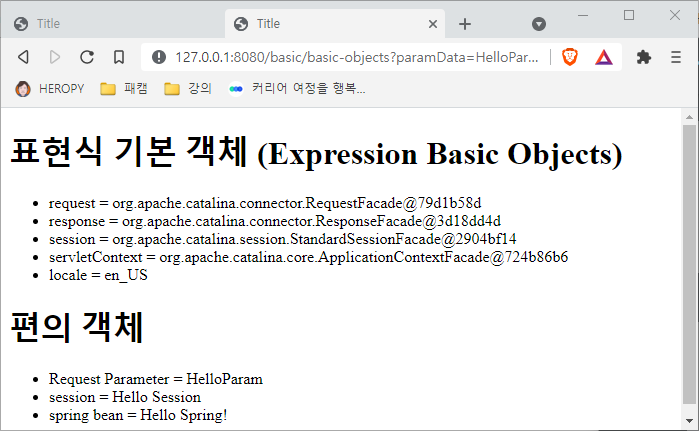 Title
Title
127.0.0.1:8080/basic/basic-objects?paramData=HelloPar...
HEROPY 패캠 강의 커리어 여정을 행복...
표현식 기본 객체 (Expression Basic Objects)
request = org.apache.catalina.connector.RequestFacade@79d1b58d
response = org.apache.catalina.connector.ResponseFacade@3d18dd4d
session = org.apache.catalina.session.StandardSessionFacade@2904bf14
servletContext = org.apache.catalina.core.ApplicationContextFacade@724b86b6
locale = en_US
편의 객체
Request Parameter = HelloParam
session = Hello Session
spring bean = Hello Spring!